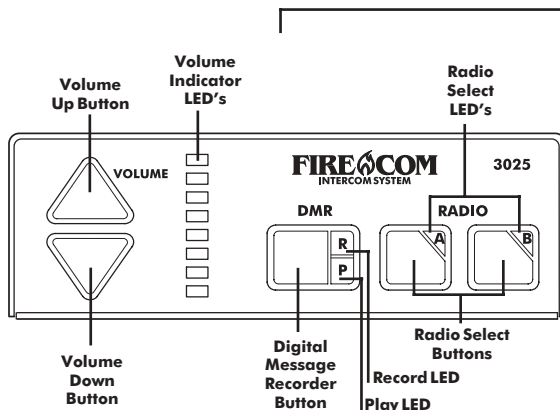 Volume
Indicator
LED's
Volume
Up Button
Radio
Select
LED's
VOLUME
FIRECOM
INTERCOM SYSTEM
3025
DMR
RADIO
R
P
A
B
Volume
Down
Button
Digital
Message
Recorder
Button
Record LED
Play LED
Radio Select
Buttons